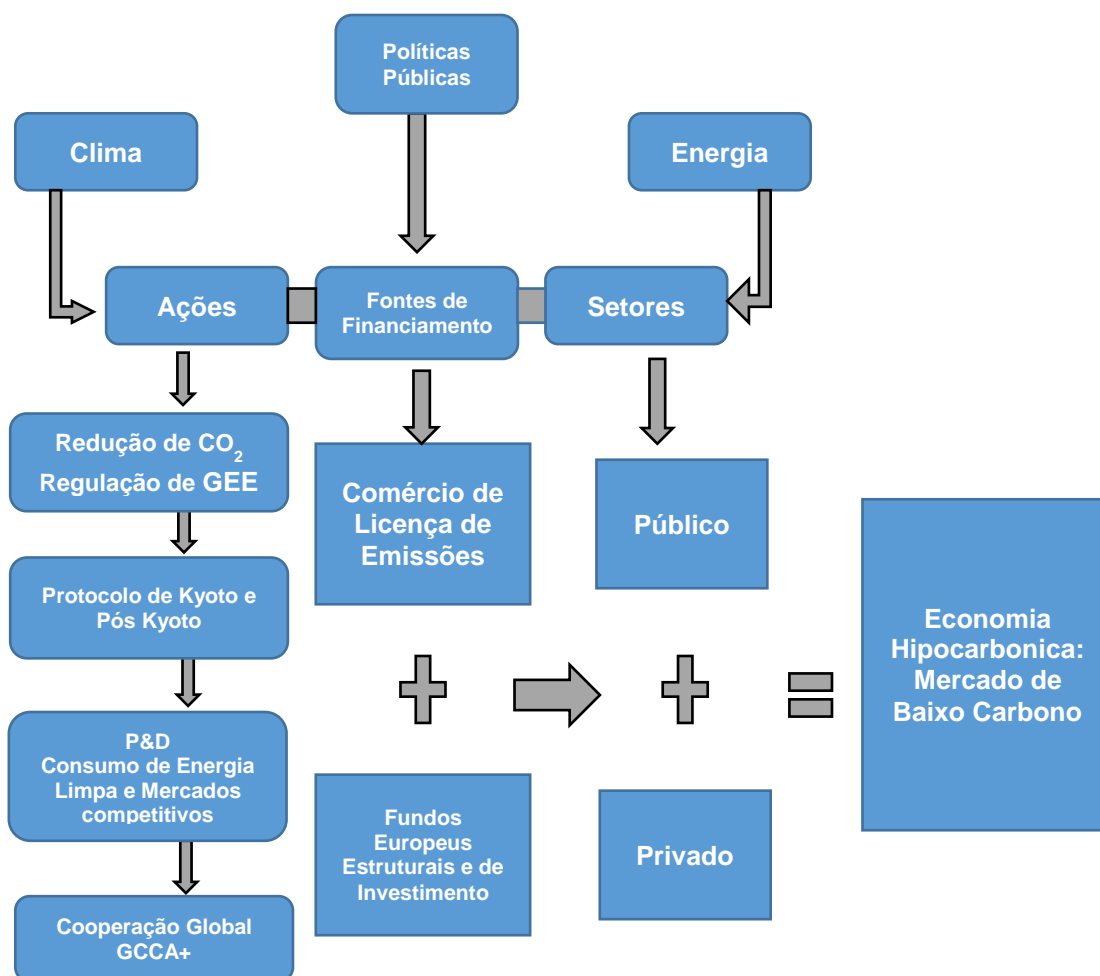 Políticas
Públicas
Clima
Energia
Ações
Fontes de
Financiamento
Setores
Redução de CO₂
Regulação de GEE
Comércio de
Licença de
Emissões
Público
Protocolo de Kyoto e
Pós Kyoto
Economia
Hipocarbonica:
Mercado de
Baixo Carbono
P&D
Consumo de Energia
Limpa e Mercados
competitivos
Fundos
Europeus
Estruturais e de
Investimento
Privado
Cooperação Global
GCCA+